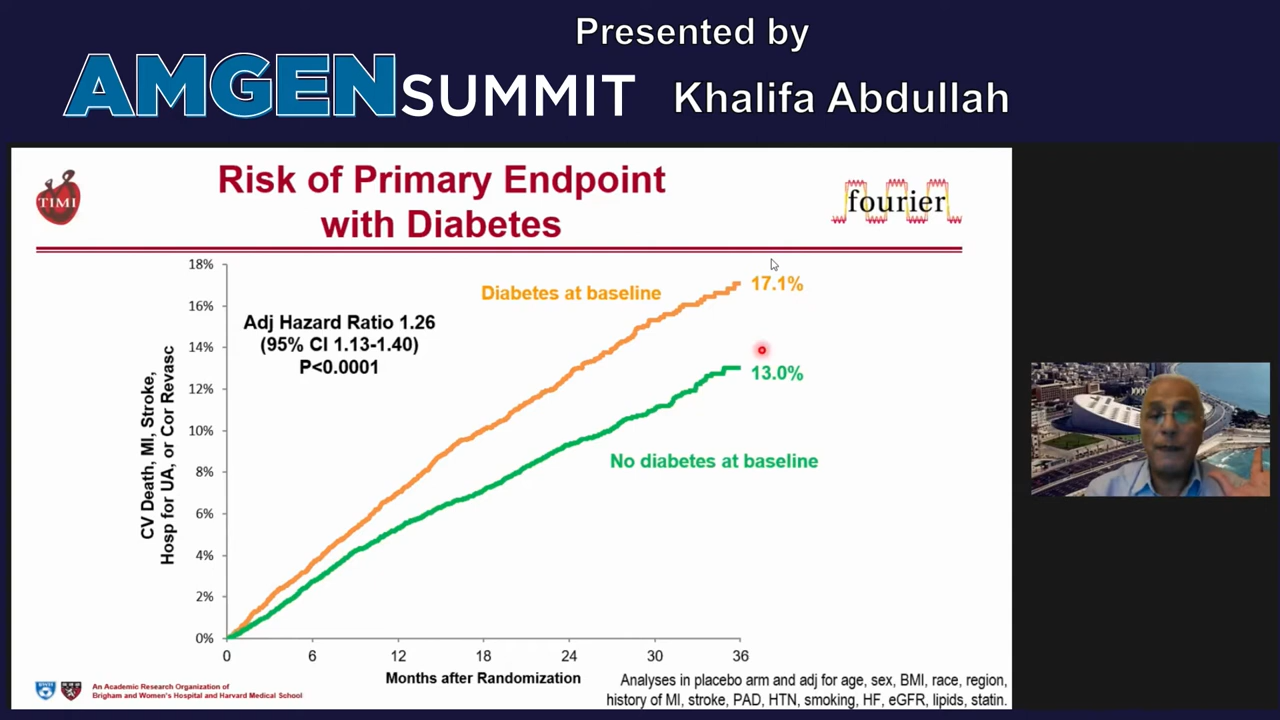 Presented by
AMGEN SUMMIT
Khalifa Abdullah
TIMI
Risk of Primary Endpoint
with Diabetes
fourier
18%
16%
14%
12%
10%
8%
6%
4%
2%
0%
CV Death, MI, Stroke,
Hosp for UA, or Cor Revasc
Adj Hazard Ratio 1.26
(95% CI 1.13-1.40)
P<0.0001
Diabetes at baseline
17.1%
13.0%
No diabetes at baseline
0 6 12 18 24 30 36
Months after Randomization
An Academic Research Organization of
Brigham and Women's Hospital and Harvard Medical School
Analyses in placebo arm and adj for age, sex, BMI, race, region,
history of MI, stroke, PAD, HTN, smoking, HF, eGFR, lipids, statin.